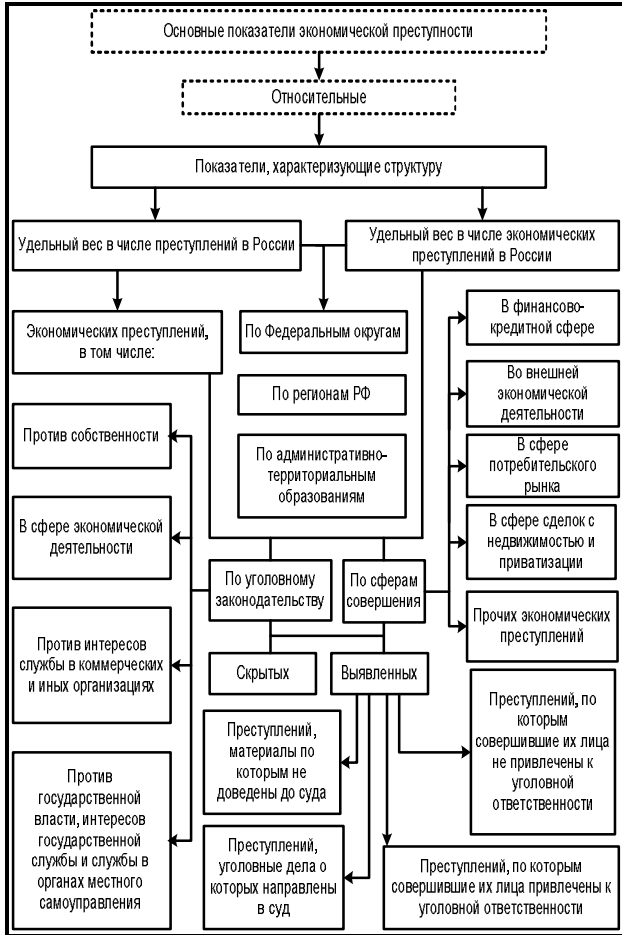 Основные показатели экономической преступности
Относительные
Показатели, характеризующие структуру
Удельный вес в числе преступлений в России
Удельный вес в числе экономических
преступлений в России
Экономических преступлений,
в том числе:
По Федеральным округам
В финансово-
кредитной сфере
По регионам РФ
Во внешней
экономической
деятельности
Против собственности
По административно-
территориальным
образованиям
В сфере
потребительского
рынка
В сфере экономической
деятельности
В сфере сделок с
недвижимостью и
приватизации
По уголовному
законодательству
По сферам
совершения
Прочих экономических
преступлений
Против интересов
службы в коммерческих
и иных организациях
Скрытых
Выявленных
Преступлений,
материалы по
которым не
доведены до суда
Преступлений, по
которым
совершившие их лица
не привлечены к
уголовной
ответственности
Против
государственной
власти, интересов
государственной
службы и службы в
органах местного
самоуправления
Преступлений,
уголовные дела о
которых направлены
в суд
Преступлений, по которым
совершившие их лица привлечены к
уголовной ответственности